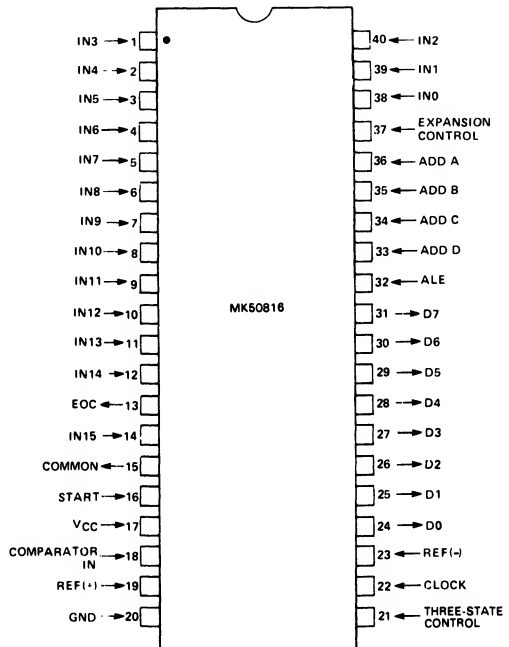 IN3 → 1 40 ← IN2
IN4 → 2 39 ← IN1
IN5 → 3 38 ← IN0
IN6 → 4 37 ← EXPANSION CONTROL
IN7 → 5 36 ← ADD A
IN8 → 6 35 ← ADD B
IN9 → 7 34 ← ADD C
IN10 → 8 33 ← ADD D
IN11 → 9 32 ← ALE
MK50816
IN12 → 10 31 → D7
IN13 → 11 30 → D6
IN14 → 12 29 → D5
EOC ← 13 28 → D4
IN15 → 14 27 → D3
COMMON ← 15 26 → D2
START → 16 25 → D1
VCC → 17 24 → D0
COMPARATOR IN → 18 23 ← REF(−)
REF(+) → 19 22 ← CLOCK
GND → 20 21 ← THREE-STATE CONTROL